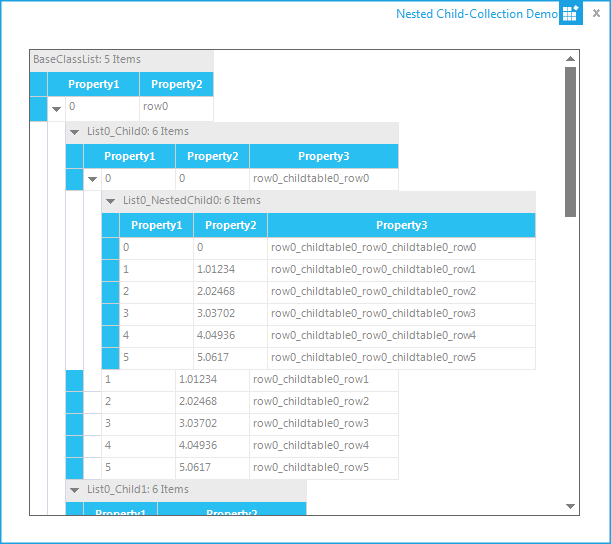 Nested Child-Collection Demo x
BaseClassList: 5 Items
Property1 Property2
0 row0
List0_Child0: 6 Items
Property1 Property2 Property3
0 0 row0_childtable0_row0
List0_NestedChild0: 6 Items
Property1 Property2 Property3
0 0 row0_childtable0_row0_childtable0_row0
1 1.01234 row0_childtable0_row0_childtable0_row1
2 2.02468 row0_childtable0_row0_childtable0_row2
3 3.03702 row0_childtable0_row0_childtable0_row3
4 4.04936 row0_childtable0_row0_childtable0_row4
5 5.0617 row0_childtable0_row0_childtable0_row5
1 1.01234 row0_childtable0_row1
2 2.02468 row0_childtable0_row2
3 3.03702 row0_childtable0_row3
4 4.04936 row0_childtable0_row4
5 5.0617 row0_childtable0_row5
List0_Child1: 6 Items
Property1 Property2